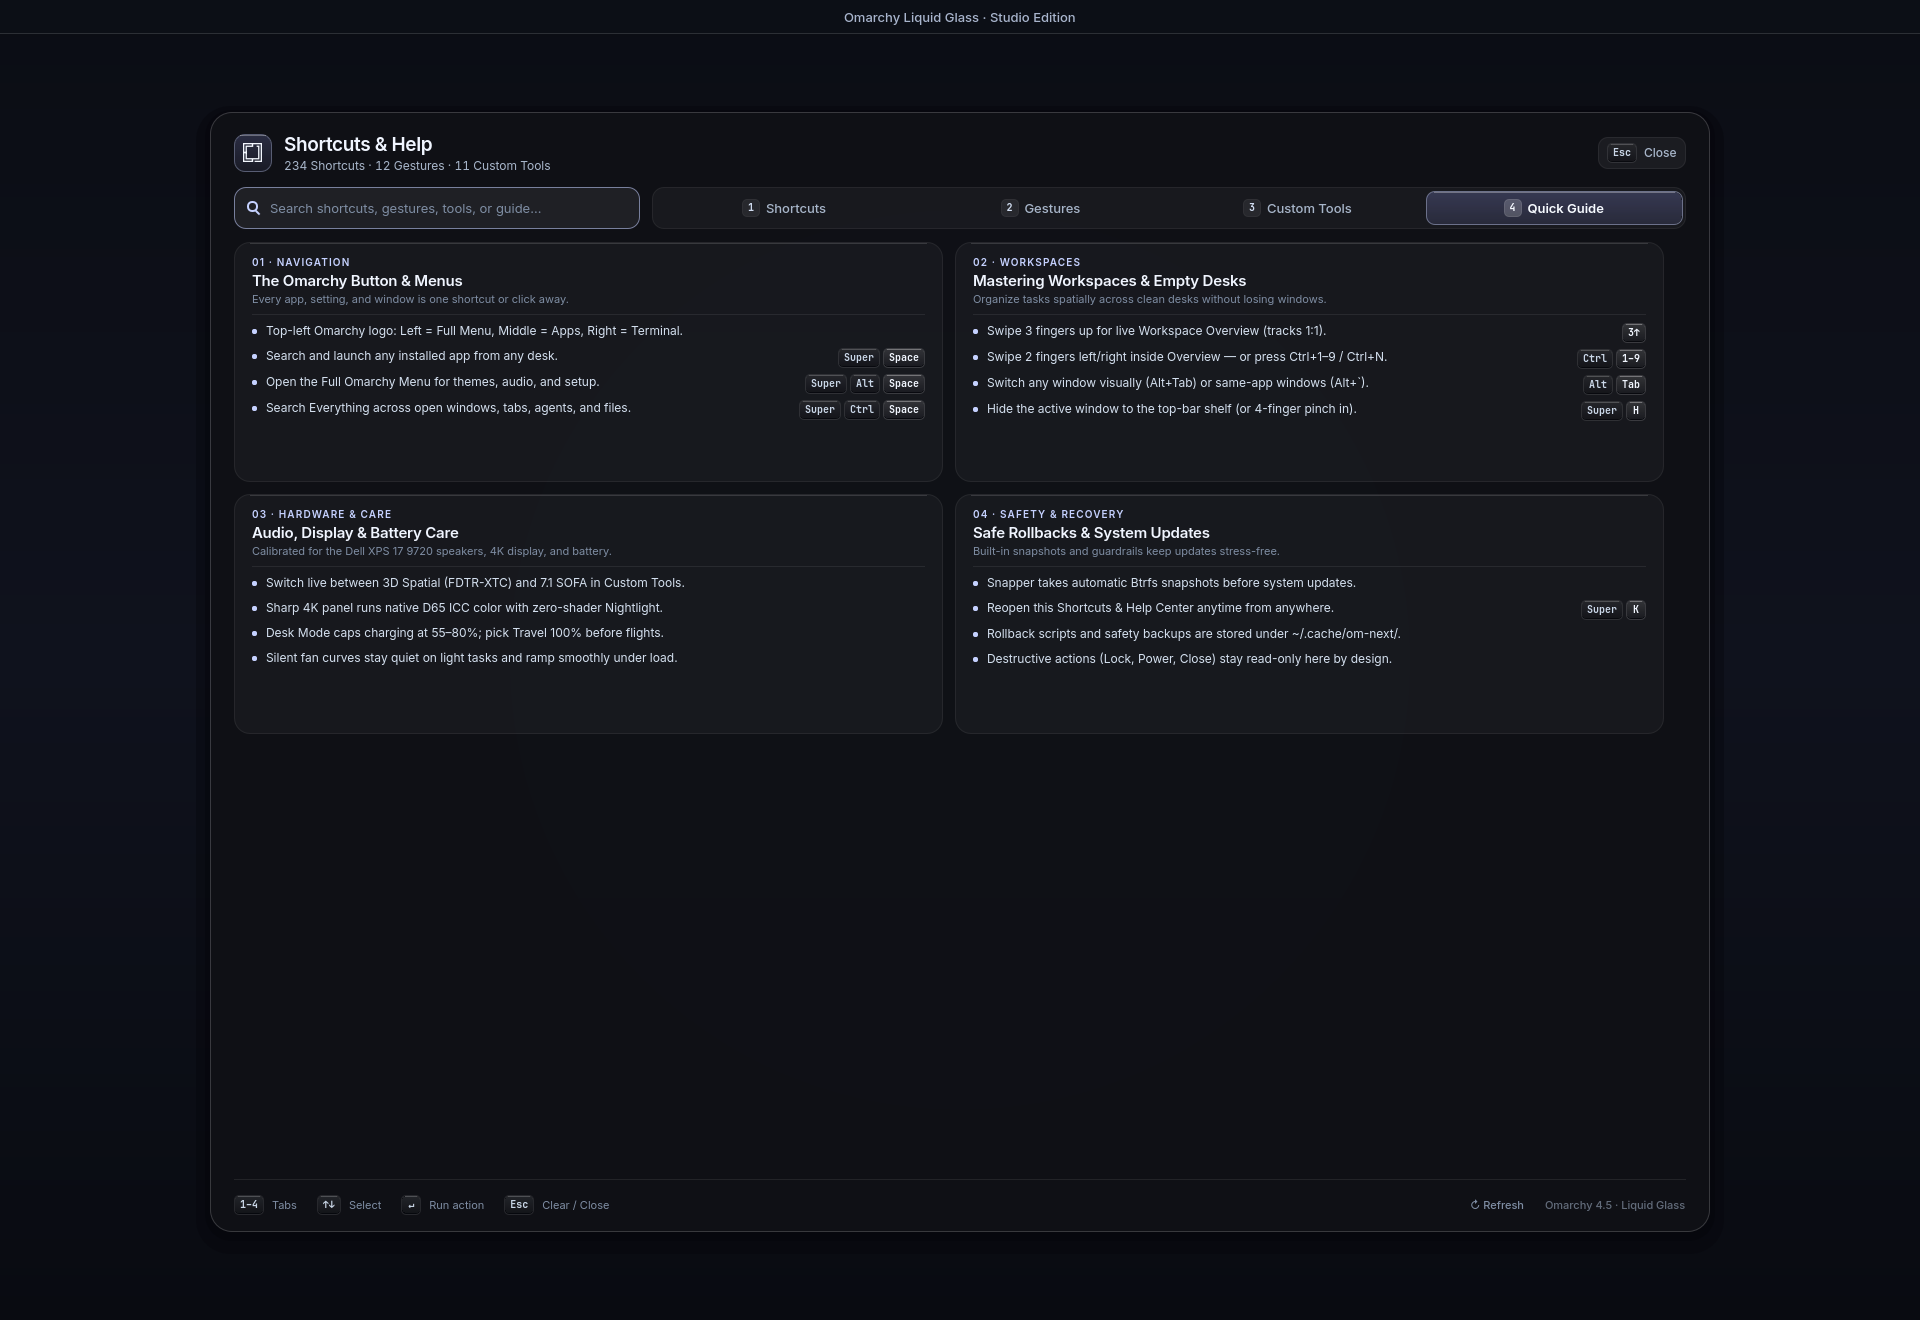 Omarchy Liquid Glass · Studio Edition
Shortcuts & Help
234 Shortcuts · 12 Gestures · 11 Custom Tools
Esc Close
Search shortcuts, gestures, tools, or guide...
1 Shortcuts
2 Gestures
3 Custom Tools
4 Quick Guide
01 · NAVIGATION
The Omarchy Button & Menus
Every app, setting, and window is one shortcut or click away.
Top-left Omarchy logo: Left = Full Menu, Middle = Apps, Right = Terminal.
Search and launch any installed app from any desk. Super Space
Open the Full Omarchy Menu for themes, audio, and setup. Super Alt Space
Search Everything across open windows, tabs, agents, and files. Super Ctrl Space
02 · WORKSPACES
Mastering Workspaces & Empty Desks
Organize tasks spatially across clean desks without losing windows.
Swipe 3 fingers up for live Workspace Overview (tracks 1:1). 3↑
Swipe 2 fingers left/right inside Overview — or press Ctrl+1–9 / Ctrl+N. Ctrl 1–9
Switch any window visually (Alt+Tab) or same-app windows (Alt+`). Alt Tab
Hide the active window to the top-bar shelf (or 4-finger pinch in). Super H
03 · HARDWARE & CARE
Audio, Display & Battery Care
Calibrated for the Dell XPS 17 9720 speakers, 4K display, and battery.
Switch live between 3D Spatial (FDTR-XTC) and 7.1 SOFA in Custom Tools.
Sharp 4K panel runs native D65 ICC color with zero-shader Nightlight.
Desk Mode caps charging at 55–80%; pick Travel 100% before flights.
Silent fan curves stay quiet on light tasks and ramp smoothly under load.
04 · SAFETY & RECOVERY
Safe Rollbacks & System Updates
Built-in snapshots and guardrails keep updates stress-free.
Snapper takes automatic Btrfs snapshots before system updates.
Reopen this Shortcuts & Help Center anytime from anywhere. Super K
Rollback scripts and safety backups are stored under ~/.cache/om-next/.
Destructive actions (Lock, Power, Close) stay read-only here by design.
1–4 Tabs ↑↓ Select ↵ Run action Esc Clear / Close
↻ Refresh Omarchy 4.5 · Liquid Glass